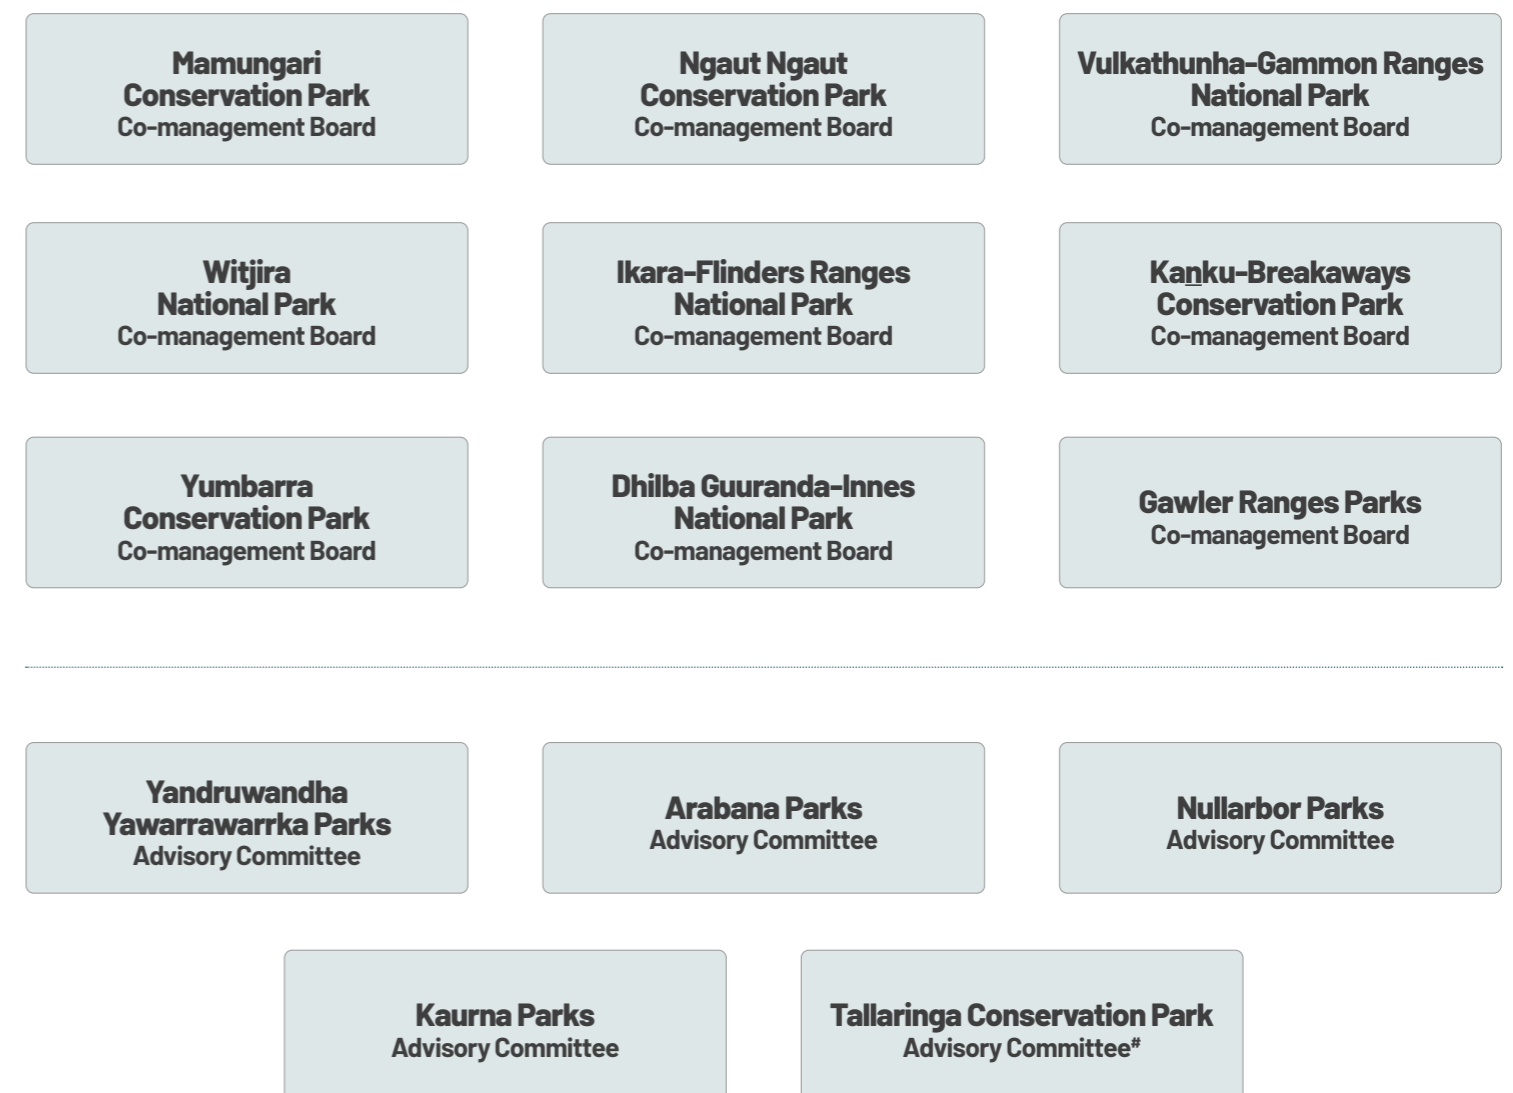 Mamungari
Conservation Park
Co-management Board
Ngaut Ngaut
Conservation Park
Co-management Board
Vulkathunha-Gammon Ranges
National Park
Co-management Board
Witjira
National Park
Co-management Board
Ikara-Flinders Ranges
National Park
Co-management Board
Kaṉku-Breakaways
Conservation Park
Co-management Board
Yumbarra
Conservation Park
Co-management Board
Dhilba Guuranda-Innes
National Park
Co-management Board
Gawler Ranges Parks
Co-management Board
Yandruwandha
Yawarrawarrka Parks
Advisory Committee
Arabana Parks
Advisory Committee
Nullarbor Parks
Advisory Committee
Kaurna Parks
Advisory Committee
Tallaringa Conservation Park
Advisory Committee#